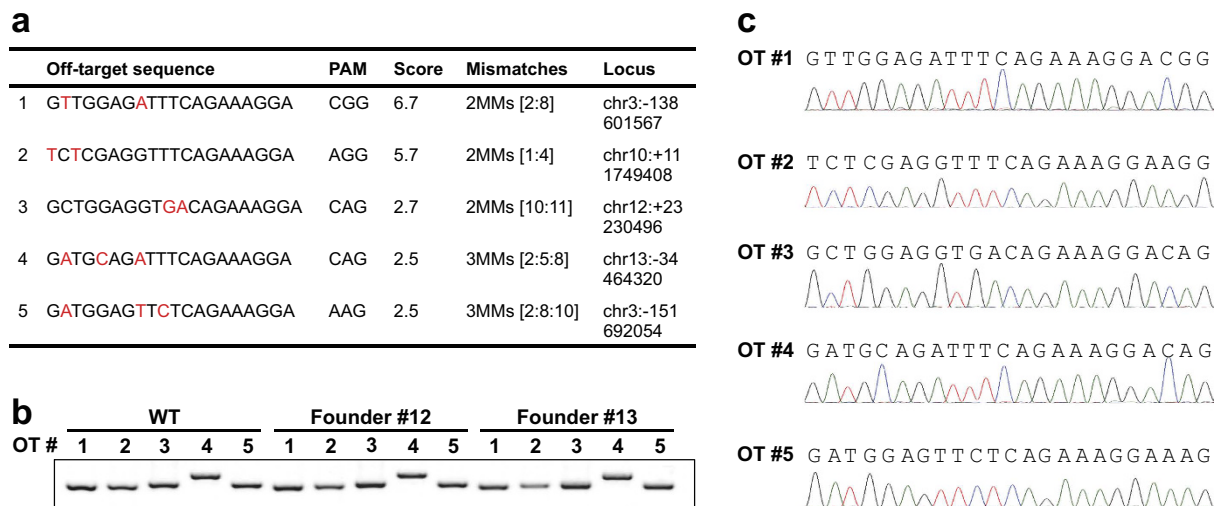 a
Off-target sequence PAM Score Mismatches Locus
1 GTTGGAGATTTCAGAAAGGA CGG 6.7 2MMs [2:8] chr3:-138
601567
2 TCTCGAGGTTTCAGAAAGGA AGG 5.7 2MMs [1:4] chr10:+11
1749408
3 GCTGGAGGTGACAGAAAGGA CAG 2.7 2MMs [10:11] chr12:+23
230496
4 GATGCAGATTTCAGAAAGGA CAG 2.5 3MMs [2:5:8] chr13:-34
464320
5 GATGGAGTTCTCAGAAAGGA AAG 2.5 3MMs [2:8:10] chr3:-151
692054
b
WT Founder #12 Founder #13
OT # 1 2 3 4 5 1 2 3 4 5 1 2 3 4 5
c
OT #1 GTTGGAGATTTCAGAAAGGACGG
OT #2 TCTCGAGGTTTCAGAAAGGAAGG
OT #3 GCTGGAGGTGACAGAAAGGACAG
OT #4 GATGCAGATTTCAGAAAGGACAG
OT #5 GATGGAGTTCTCAGAAAGGAAAG